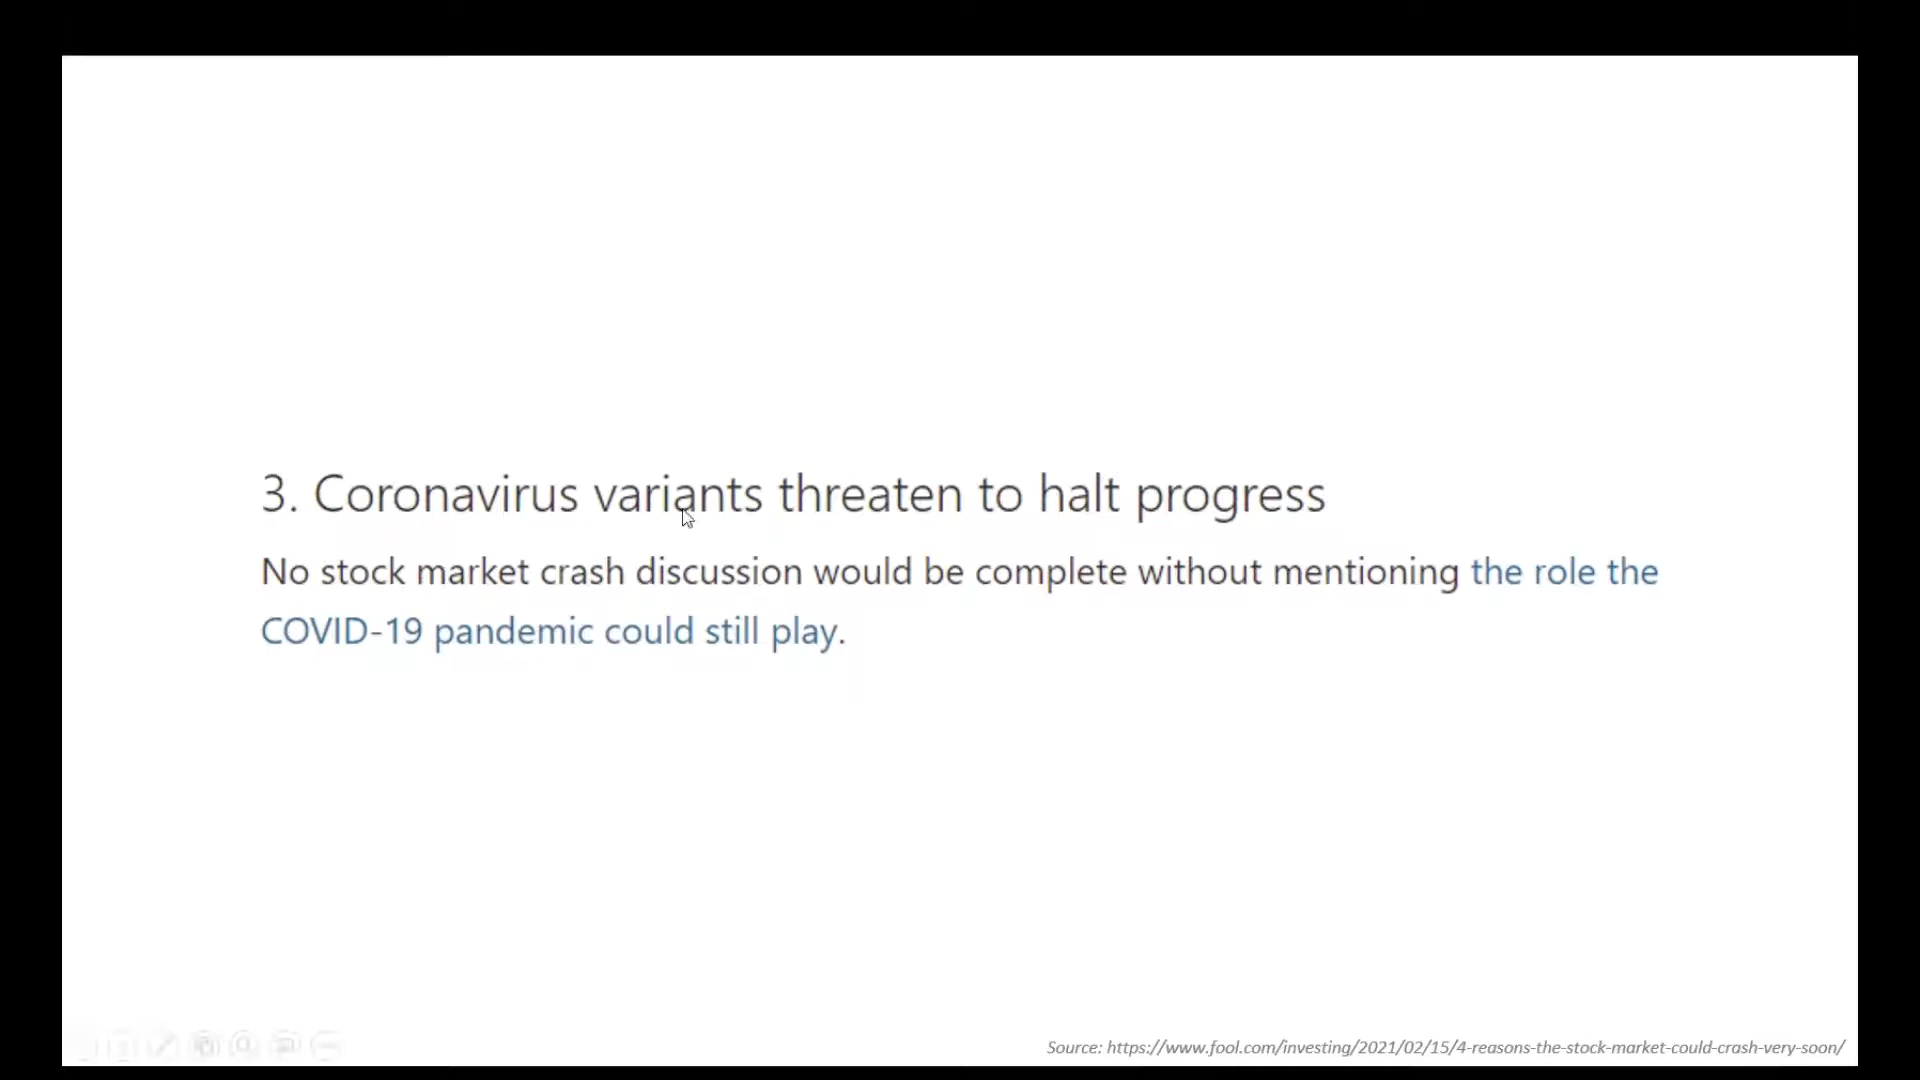 3. Coronavirus variants threaten to halt progress
No stock market crash discussion would be complete without mentioning the role the
COVID-19 pandemic could still play.
Source: https://www.fool.com/investing/2021/02/15/4-reasons-the-stock-market-could-crash-very-soon/